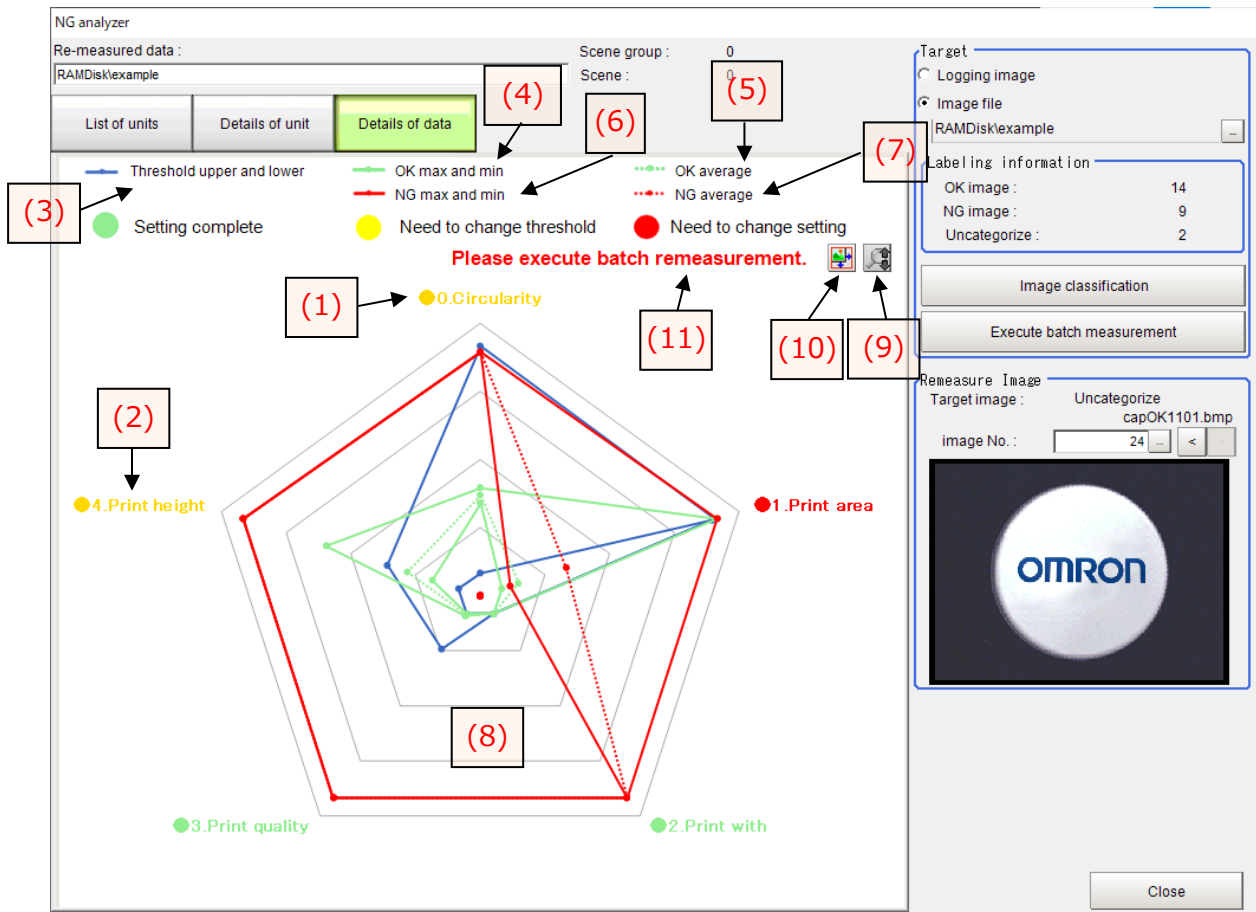 NG analyzer
Re-measured data :
RAMDisk\example
Scene group :
0
Scene :
0
List of units
Details of unit
Details of data
(4)
(5)
(6)
(7)
(3)
Threshold upper and lower
OK max and min
OK average
NG max and min
NG average
Setting complete
Need to change threshold
Need to change setting
Please execute batch remeasurement.
(1)
0.Circularity
(11)
(10)
(9)
(2)
4.Print height
1.Print area
(8)
3.Print quality
2.Print with
Target
Logging image
Image file
RAMDisk\example
...
Labeling information
OK image :
14
NG image :
9
Uncategorize :
2
Image classification
Execute batch measurement
Remeasure Image
Target image :
Uncategorize
capOK1101.bmp
image No. :
24
...
<
>
OMRON
Close